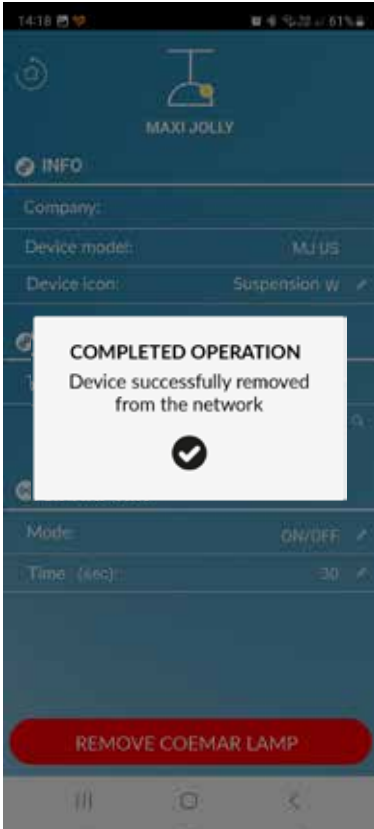 14:18
61%
MAXI JOLLY
INFO
Company:
Device model: MJ US
Device icon: Suspension W
COMPLETED OPERATION
Device successfully removed
from the network
Mode: ON/OFF
Time (sec): 30
REMOVE COEMAR LAMP